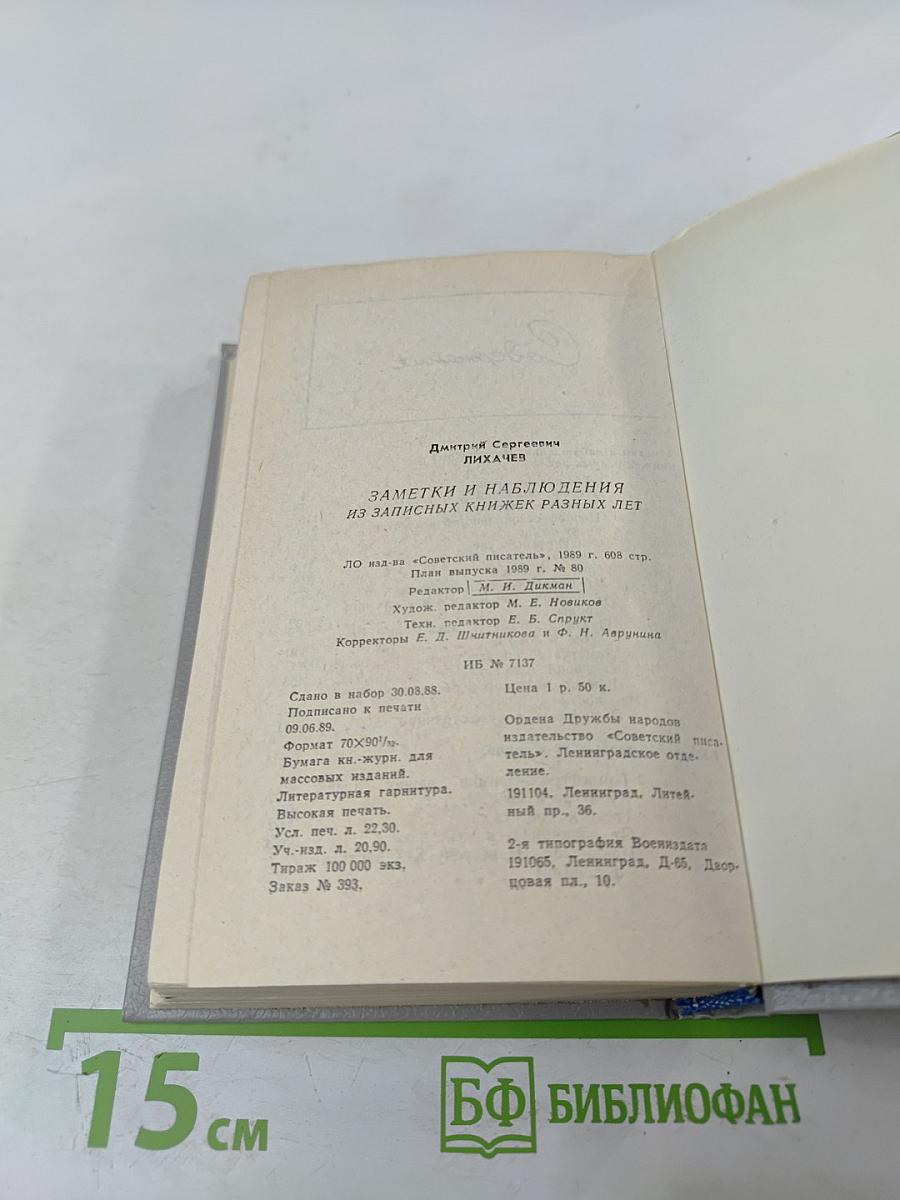 Содержание
Дмитрий Сергеевич
ЛИХАЧЕВ
ЗАМЕТКИ И НАБЛЮДЕНИЯ
ИЗ ЗАПИСНЫХ КНИЖЕК РАЗНЫХ ЛЕТ
ЛО изд-ва «Советский писатель», 1989 г. 608 стр.
План выпуска 1989 г. № 80
Редактор М. И. Дикман
Худож. редактор М. Е. Новиков
Техн. редактор Е. Б. Спрукт
Корректоры Е. Д. Шнитникова и Ф. Н. Аврунина
ИБ № 7137
Сдано в набор 30.08.88.
Подписано к печати
09.06.89.
Формат 70×90¹/₃₂.
Бумага кн.-журн. для
массовых изданий.
Литературная гарнитура.
Высокая печать.
Усл. печ. л. 22,30.
Уч.-изд. л. 20,90.
Тираж 100 000 экз.
Заказ № 393.
Цена 1 р. 50 к.
Ордена Дружбы народов
издательство «Советский писа-
тель». Ленинградское отде-
ление.
191104, Ленинград, Литей-
ный пр., 36.
2-я типография Воениздата
191065, Ленинград, Д-65, Двор-
цовая пл., 10.
15 см
БФ БИБЛИОФАН